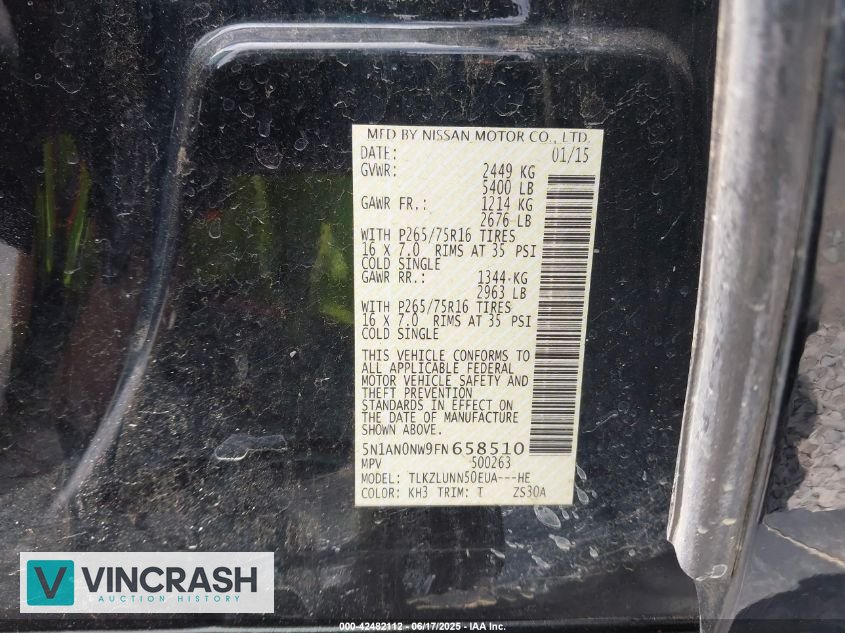 MFD BY NISSAN MOTOR CO., LTD.
DATE: 01/15
GVWR: 2449 KG
5400 LB
GAWR FR.: 1214 KG
2676 LB
WITH P265/75R16 TIRES
16 X 7.0 RIMS AT 35 PSI
COLD SINGLE
GAWR RR.: 1344 KG
2963 LB
WITH P265/75R16 TIRES
16 X 7.0 RIMS AT 35 PSI
COLD SINGLE
THIS VEHICLE CONFORMS TO
ALL APPLICABLE FEDERAL
MOTOR VEHICLE SAFETY AND
THEFT PREVENTION
STANDARDS IN EFFECT ON
THE DATE OF MANUFACTURE
SHOWN ABOVE.
5N1AN0NW9FN658510
MPV 500263
MODEL: TLKZLUNN50EUA---HE
COLOR: KH3 TRIM: T ZS30A
V VINCRASH
AUCTION HISTORY
000-42482112 - 06/17/2025 - IAA Inc.